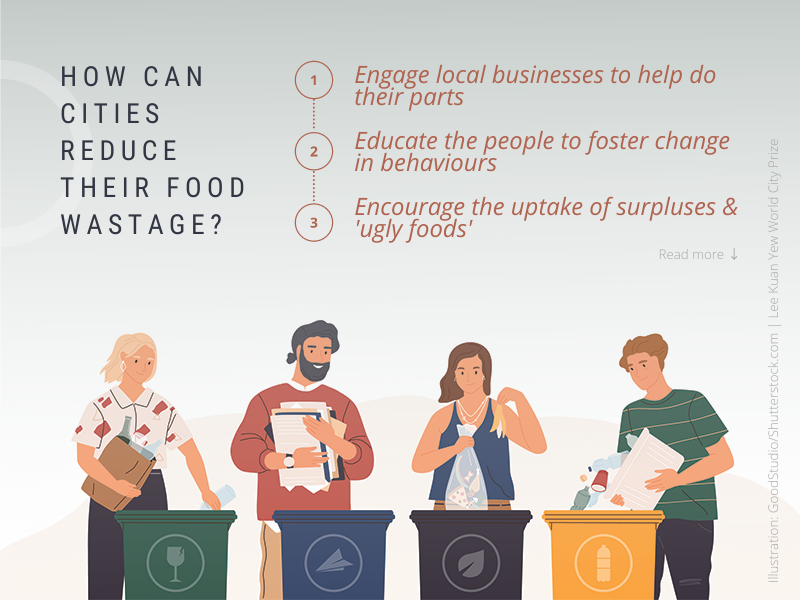 HOW CAN
CITIES
REDUCE
THEIR FOOD
WASTAGE?
1
Engage local businesses to help do
their parts
2
Educate the people to foster change
in behaviours
3
Encourage the uptake of surpluses &
'ugly foods'
Read more ↓
Illustration: GoodStudio/Shutterstock.com | Lee Kuan Yew World City Prize